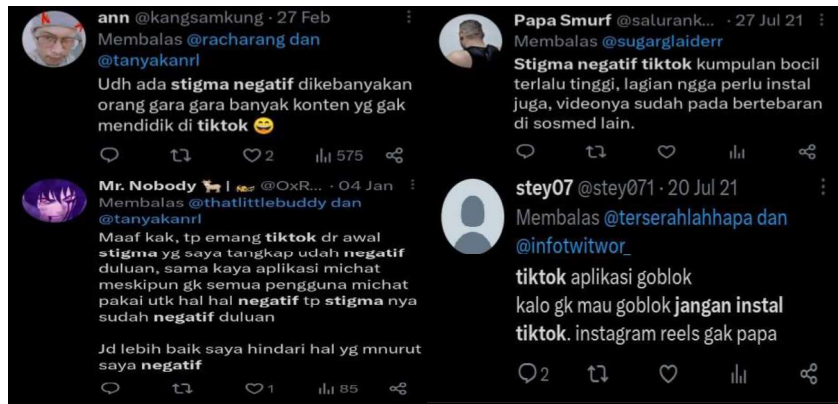 ann @kangsamkung · 27 Feb
Membalas @racharang dan
@tanyakanrl
Udh ada stigma negatif dikebanyakan
orang gara gara banyak konten yg gak
mendidik di tiktok 😄
2 575
Mr. Nobody 🐂 | @OxR... · 04 Jan
Membalas @thatlittlebuddy dan
@tanyakanrl
Maaf kak, tp emang tiktok dr awal
stigma yg saya tangkap udah negatif
duluan, sama kaya aplikasi michat
meskipun gk semua pengguna michat
pakai utk hal hal negatif tp stigma nya
sudah negatif duluan
Jd lebih baik saya hindari hal yg mnurut
saya negatif
1 85
Papa Smurf @salurank... · 27 Jul 21
Membalas @sugarglaiderr
Stigma negatif tiktok kumpulan bocil
terlalu tinggi, lagian ngga perlu instal
juga, videonya sudah pada bertebaran
di sosmed lain.
stey07 @stey071 · 20 Jul 21
Membalas @terserahlahhapa dan
@infotwitwor_
tiktok aplikasi goblok
kalo gk mau goblok jangan instal
tiktok. instagram reels gak papa
2